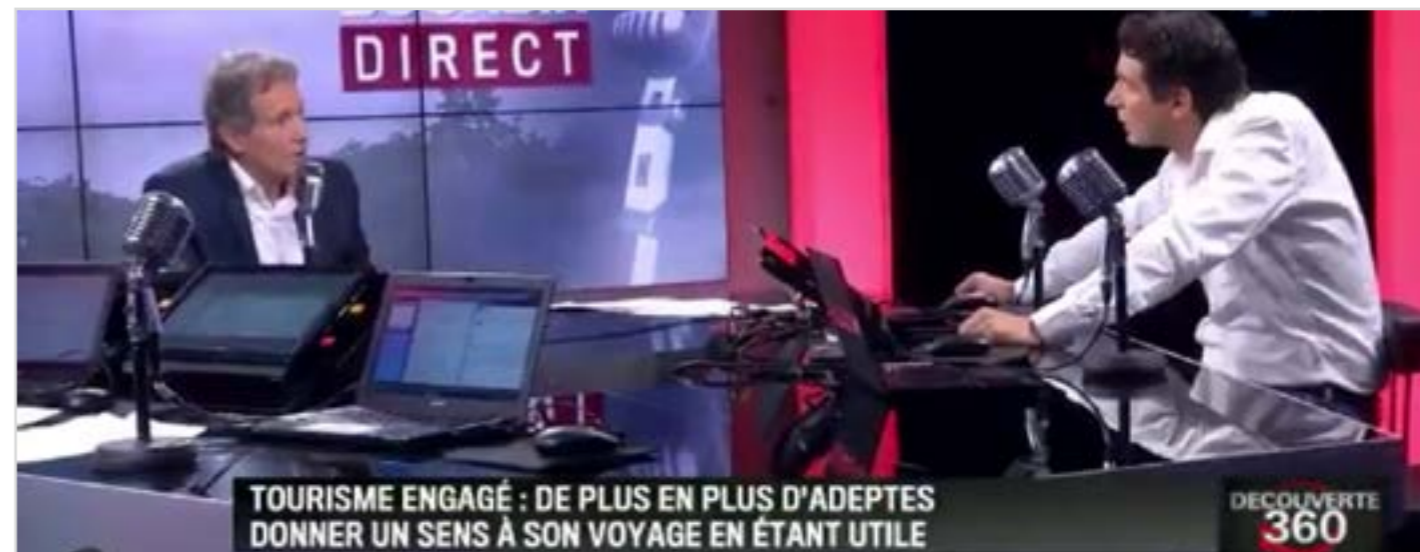 DIRECT
TOURISME ENGAGÉ : DE PLUS EN PLUS D'ADEPTES
DONNER UN SENS À SON VOYAGE EN ÉTANT UTILE
DECOUVERTE
360